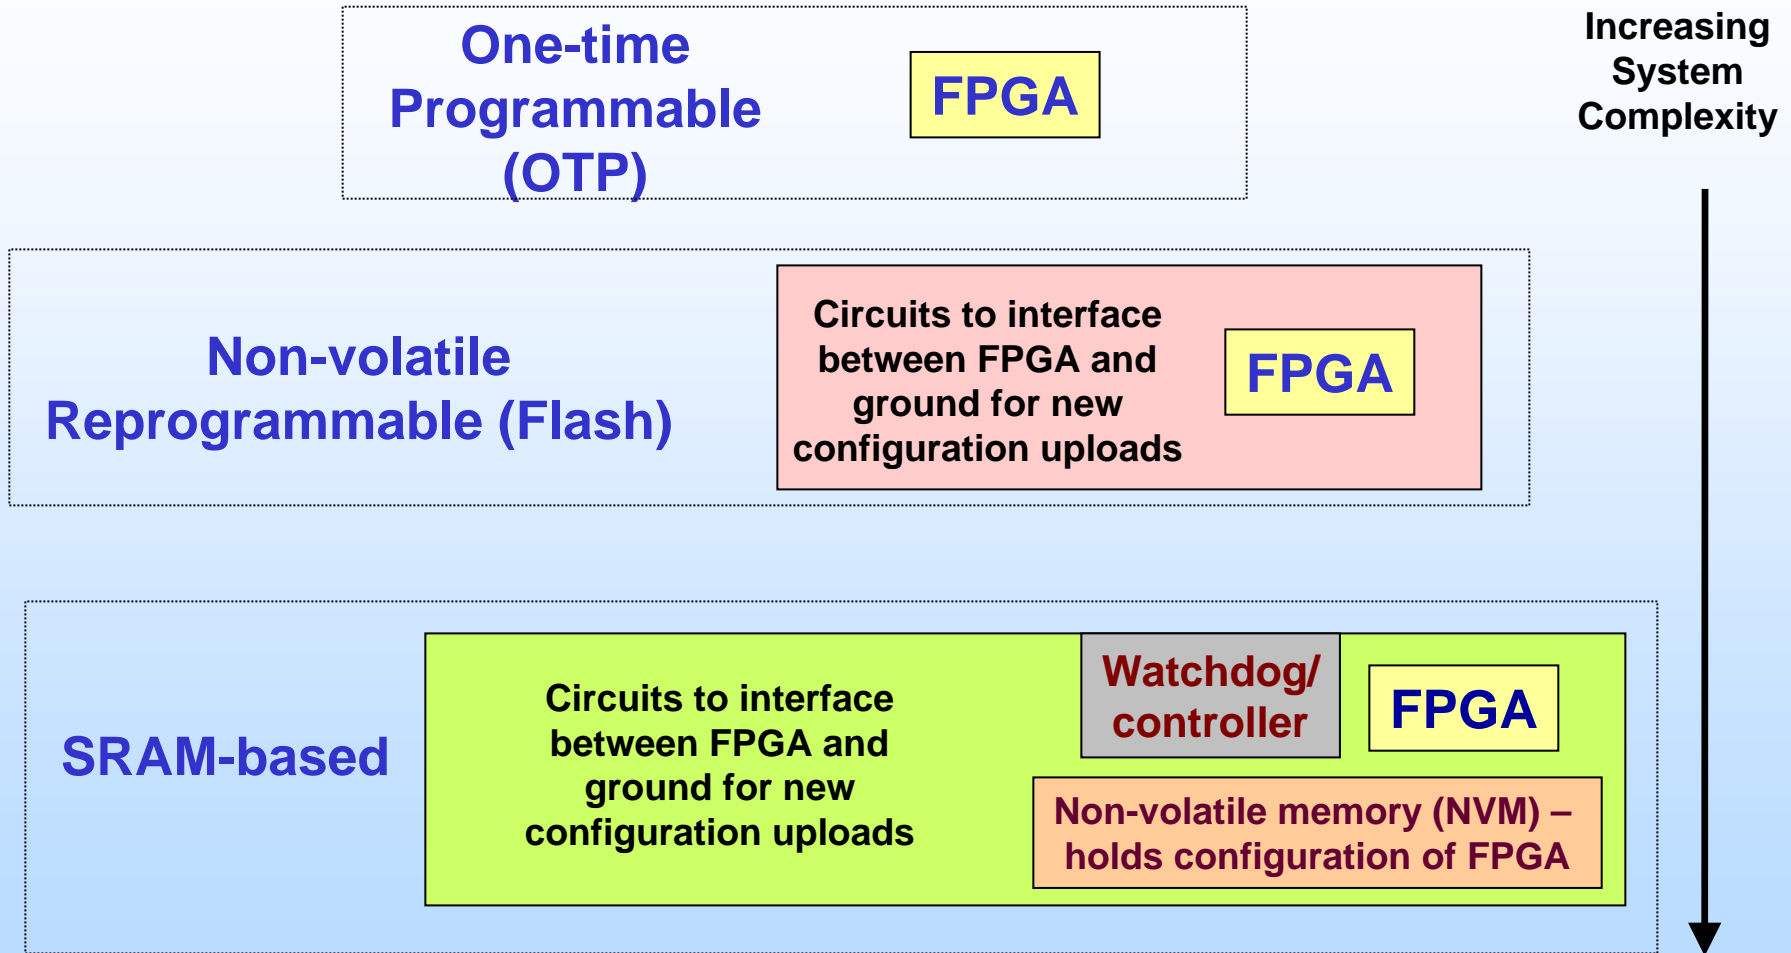 One-time
Programmable
(OTP)
FPGA
Increasing
System
Complexity
Non-volatile
Reprogrammable (Flash)
Circuits to interface
between FPGA and
ground for new
configuration uploads
FPGA
SRAM-based
Circuits to interface
between FPGA and
ground for new
configuration uploads
Watchdog/
controller
FPGA
Non-volatile memory (NVM) –
holds configuration of FPGA